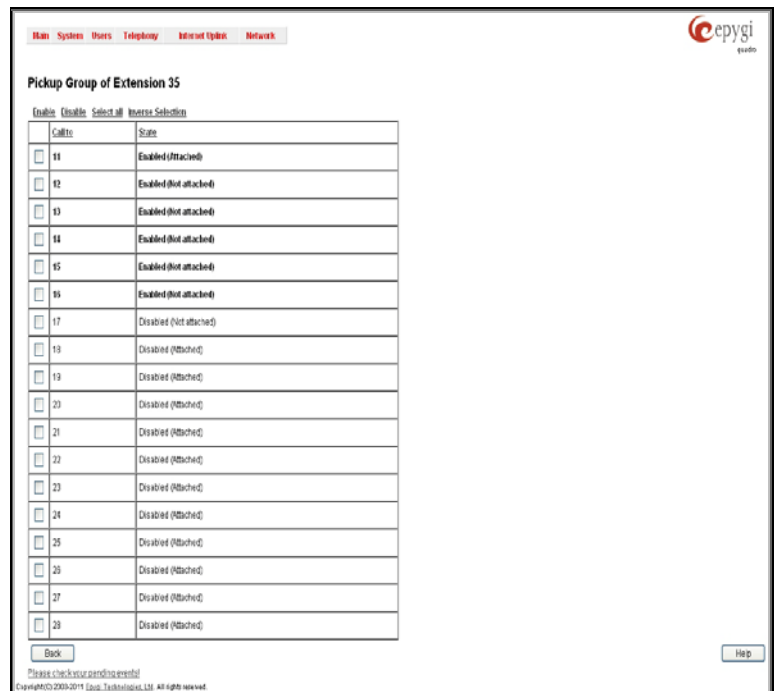 Main System Users Telephony Internet Uplink Network
epygi
quadro
Pickup Group of Extension 35
Enable Disable Select all Inverse Selection
Call to State
11 Enabled (Attached)
12 Enabled (Not attached)
13 Enabled (Not attached)
14 Enabled (Not attached)
15 Enabled (Not attached)
16 Enabled (Not attached)
17 Disabled (Not attached)
18 Disabled (Attached)
19 Disabled (Attached)
20 Disabled (Attached)
21 Disabled (Attached)
22 Disabled (Attached)
23 Disabled (Attached)
24 Disabled (Attached)
25 Disabled (Attached)
26 Disabled (Attached)
27 Disabled (Attached)
28 Disabled (Attached)
Back Help
Please check your pending events!
Copyright(C) 2003-2011 Epygi Technologies, Ltd. All rights reserved.